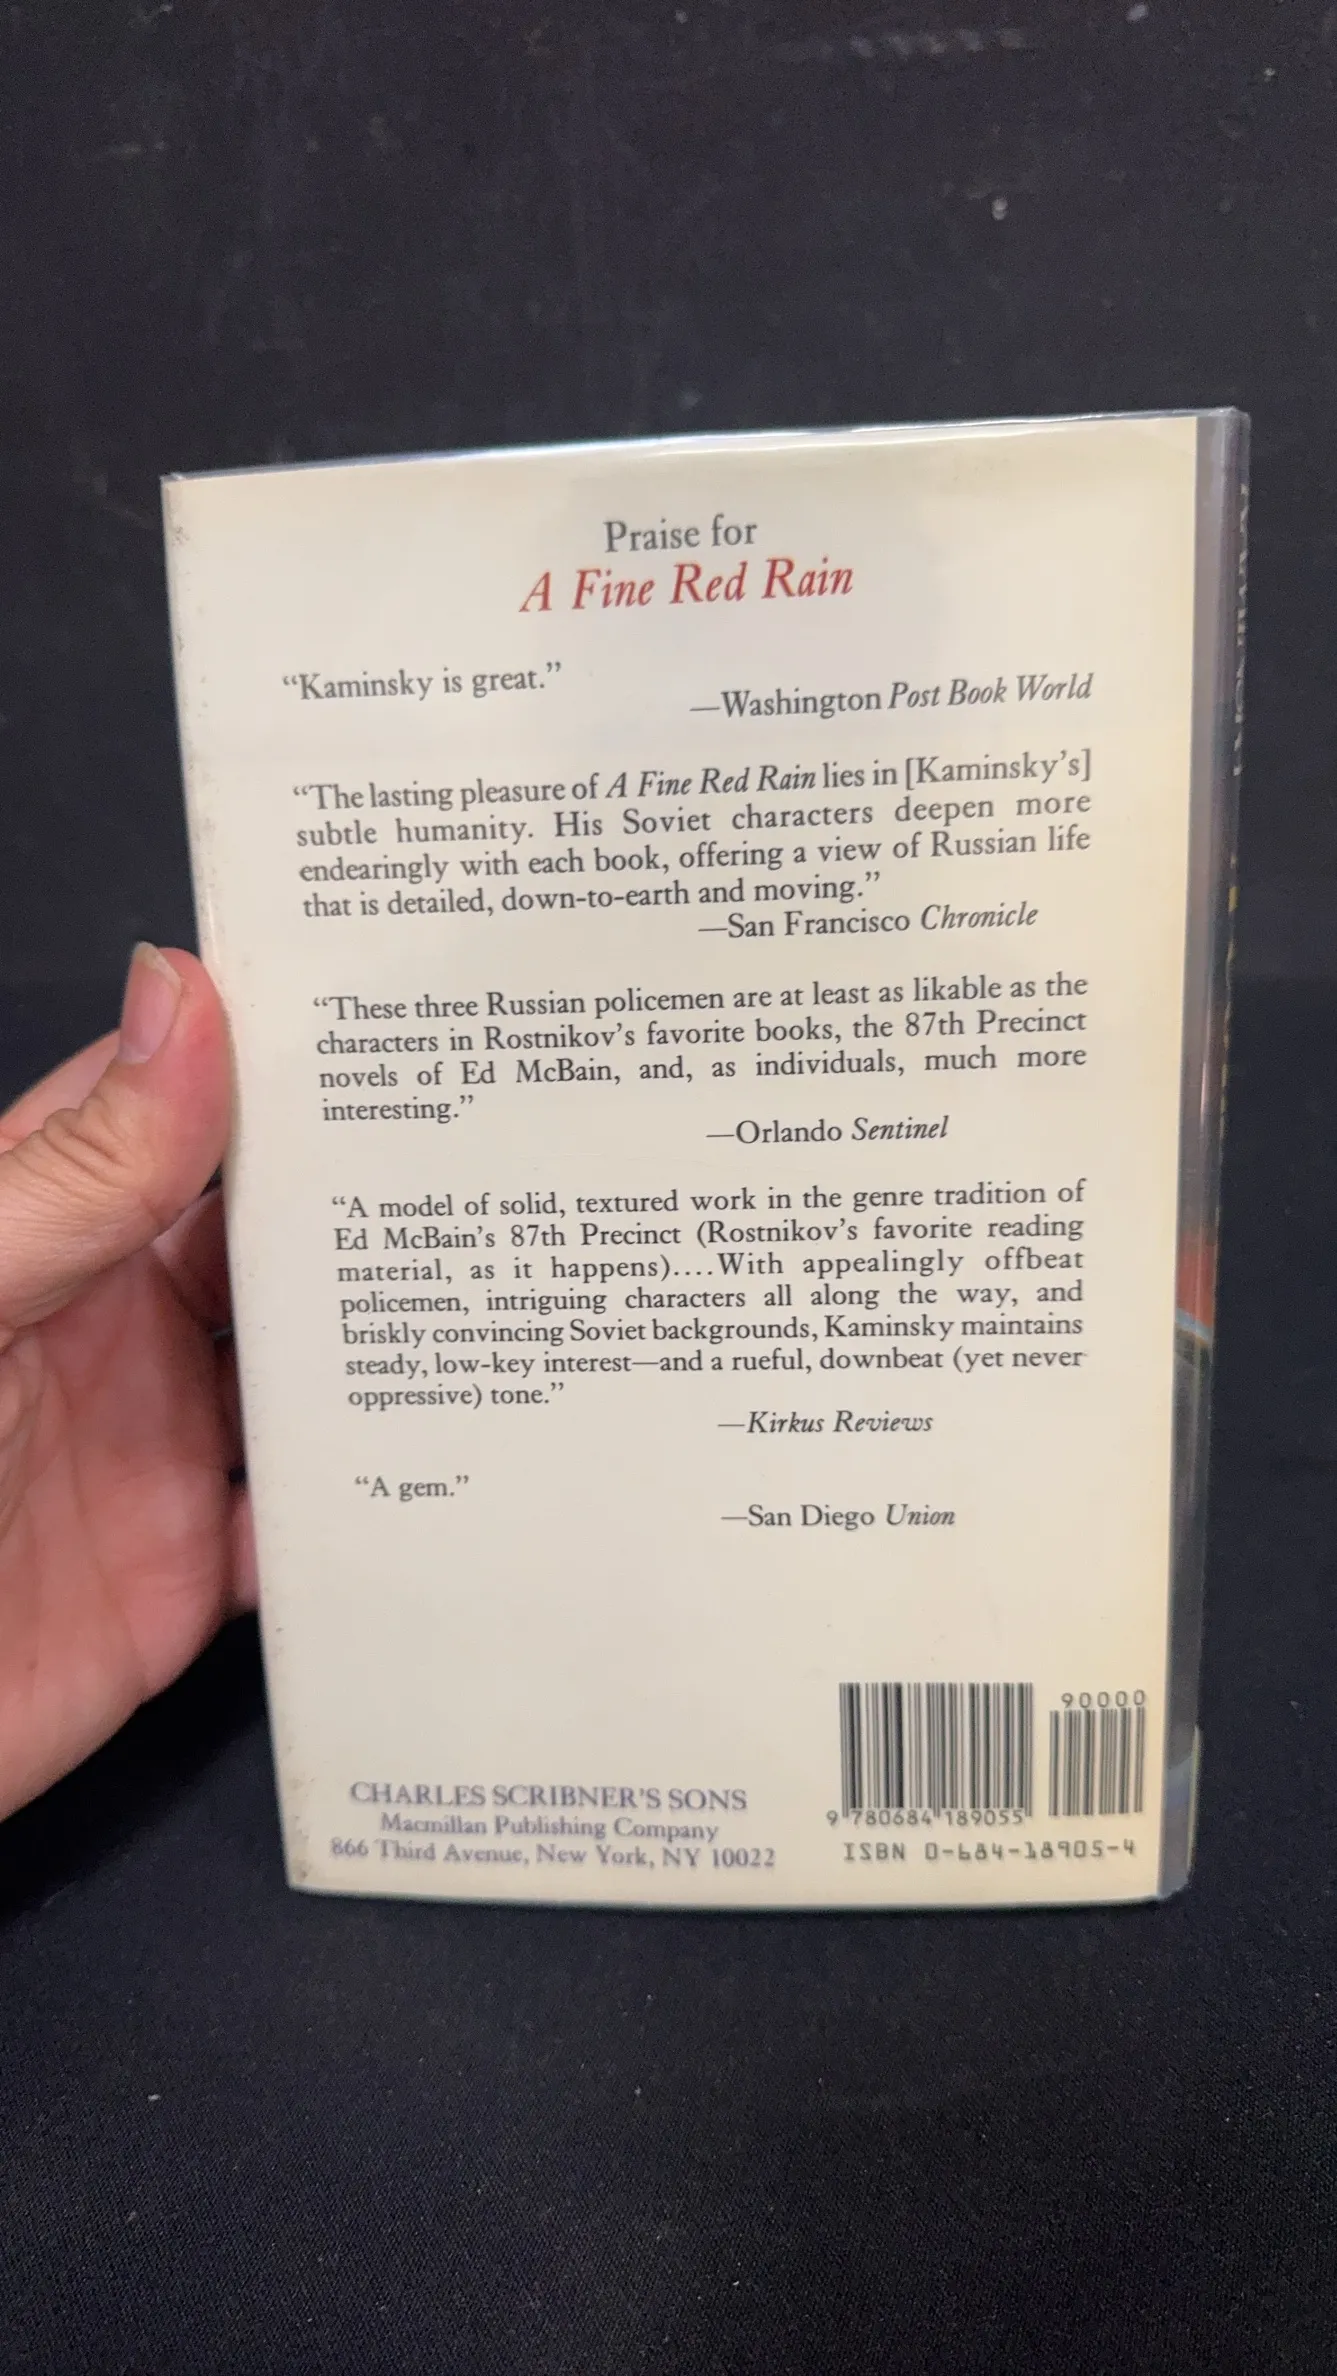 Praise for
A Fine Red Rain
“Kaminsky is great.”
—Washington Post Book World
“The lasting pleasure of A Fine Red Rain lies in [Kaminsky’s]
subtle humanity. His Soviet characters deepen more
endearingly with each book, offering a view of Russian life
that is detailed, down-to-earth and moving.”
—San Francisco Chronicle
“These three Russian policemen are at least as likable as the
characters in Rostnikov’s favorite books, the 87th Precinct
novels of Ed McBain, and, as individuals, much more
interesting.”
—Orlando Sentinel
“A model of solid, textured work in the genre tradition of
Ed McBain’s 87th Precinct (Rostnikov’s favorite reading
material, as it happens)....With appealingly offbeat
policemen, intriguing characters all along the way, and
briskly convincing Soviet backgrounds, Kaminsky maintains
steady, low-key interest—and a rueful, downbeat (yet never
oppressive) tone.”
—Kirkus Reviews
“A gem.”
—San Diego Union
CHARLES SCRIBNER’S SONS
Macmillan Publishing Company
866 Third Avenue, New York, NY 10022
90000
9 780684 189055
ISBN 0-684-18905-4